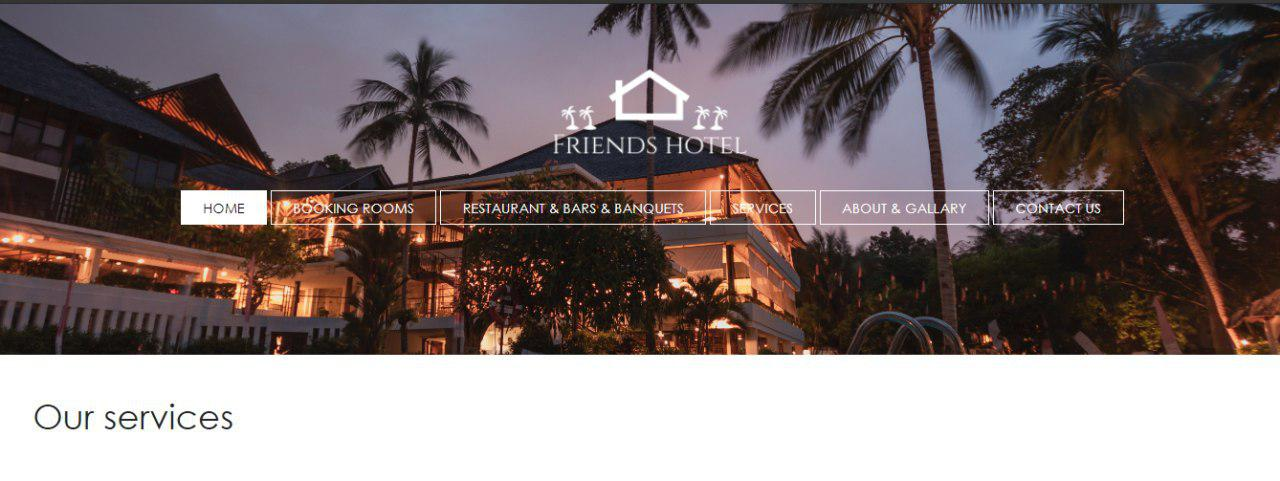 FRIENDS HOTEL
HOME BOOKING ROOMS RESTAURANT & BARS & BANQUETS SERVICES ABOUT & GALLARY CONTACT US
Our services